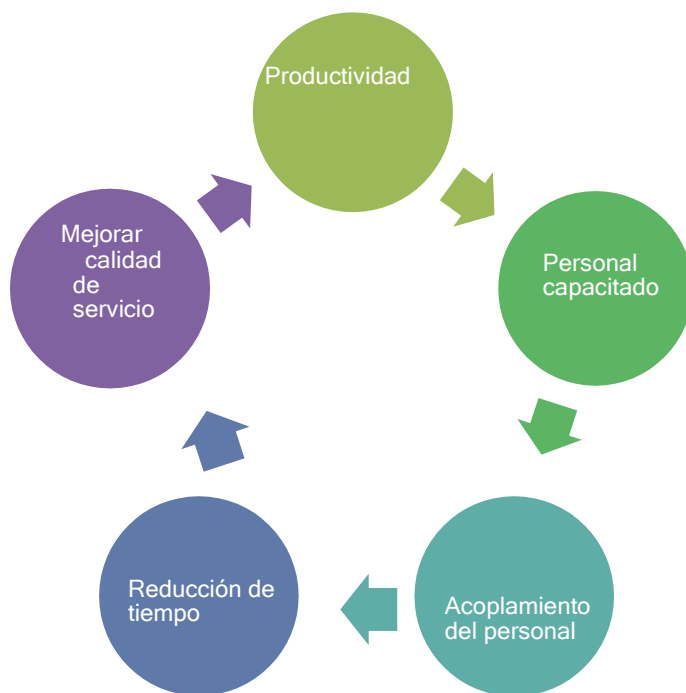 Productividad
Personal
capacitado
Acoplamiento
del personal
Reducción de
tiempo
Mejorar
calidad
de
servicio